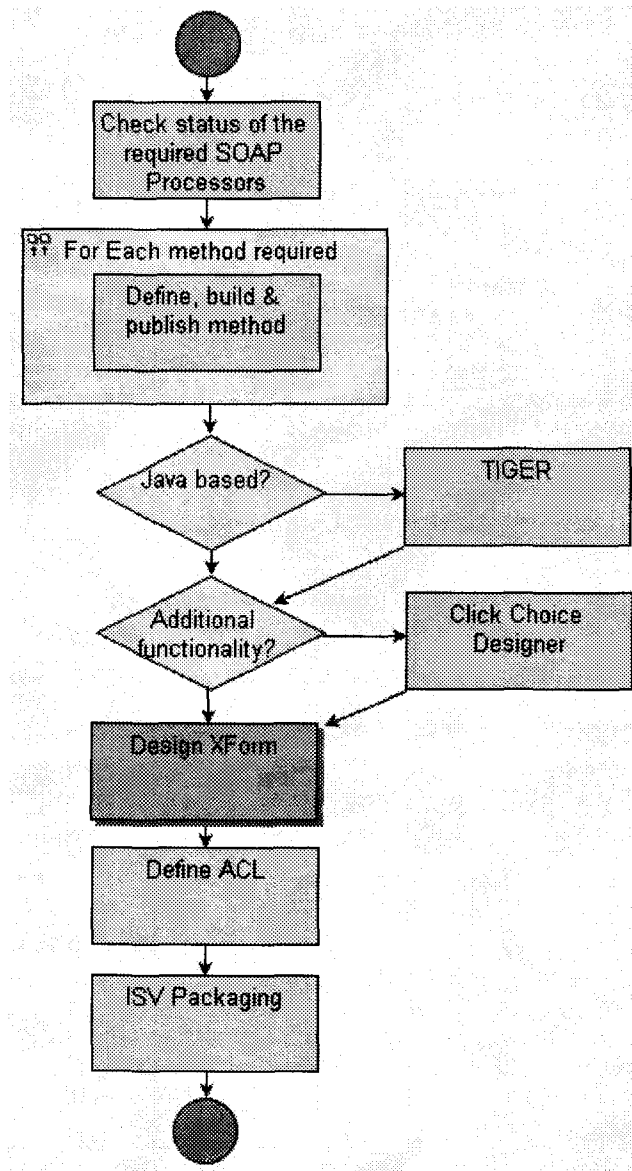 Check status of the
required SOAP
Processors
For Each method required
Define, build &
publish method
Java based?
TIGER
Additional
functionality?
Click Choice
Designer
Design XForm
Define ACL
ISV Packaging